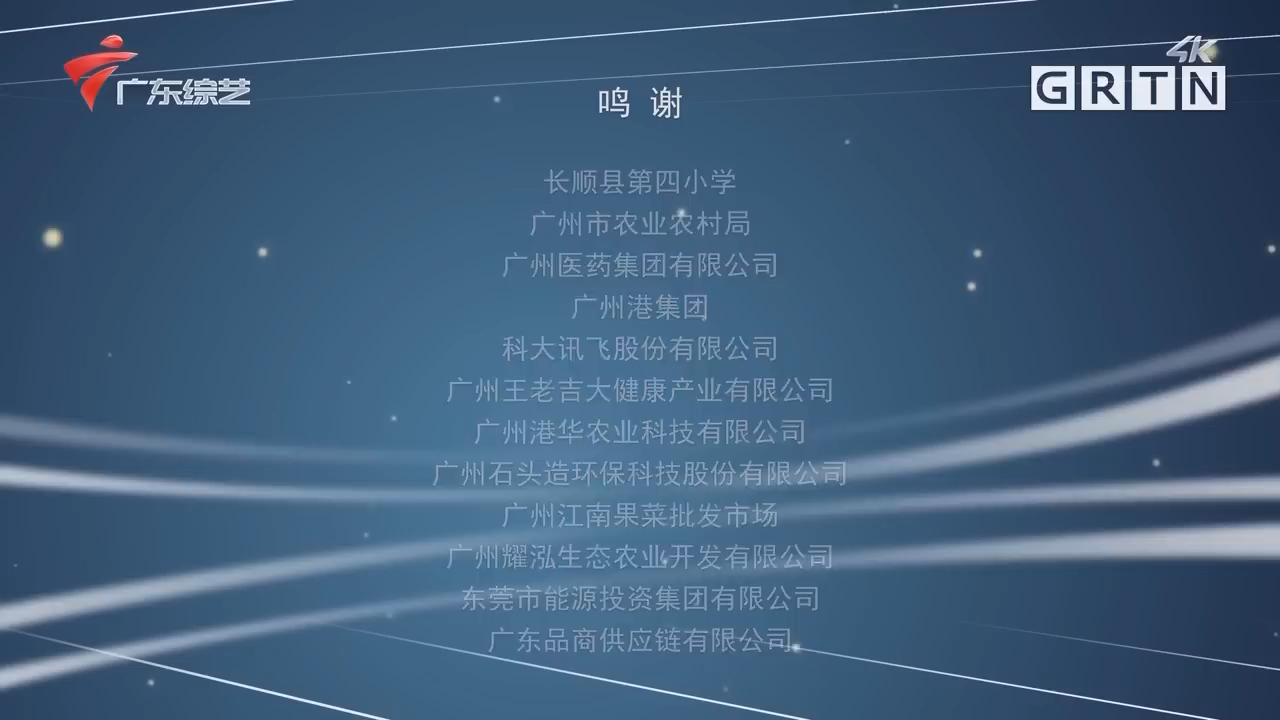 广东综艺
4K
GRTN
鸣 谢
长顺县第四小学
广州市农业农村局
广州医药集团有限公司
广州港集团
科大讯飞股份有限公司
广州王老吉大健康产业有限公司
广州港华农业科技有限公司
广州石头造环保科技股份有限公司
广州江南果菜批发市场
广州耀泓生态农业开发有限公司
东莞市能源投资集团有限公司
广东品商供应链有限公司